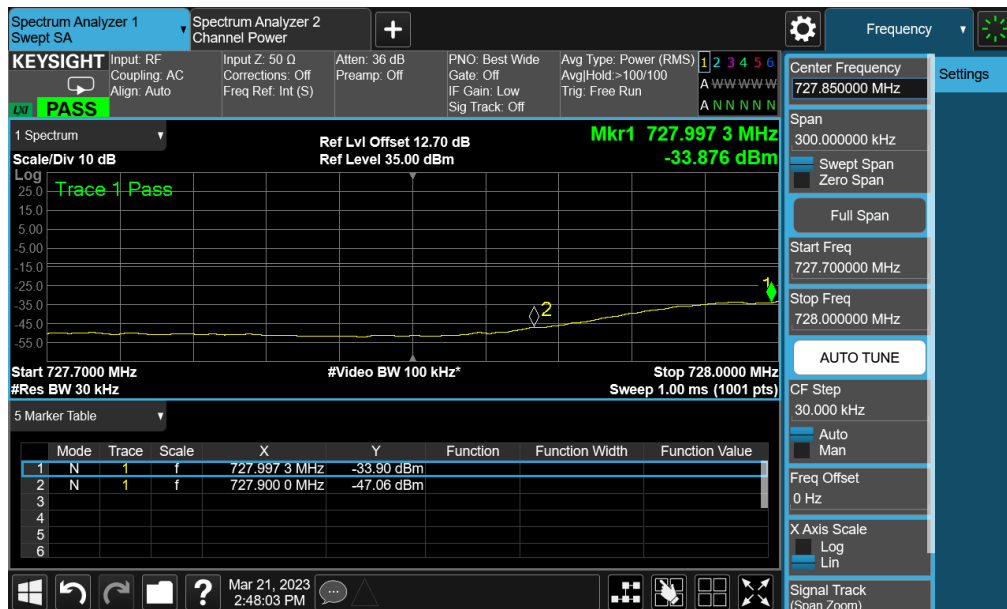 Spectrum Analyzer 1
Swept SA
Spectrum Analyzer 2
Channel Power
Frequency
KEYSIGHT
Input: RF
Coupling: AC
Align: Auto
Input Z: 50 Ω
Corrections: Off
Freq Ref: Int (S)
Atten: 36 dB
Preamp: Off
PNO: Best Wide
Gate: Off
IF Gain: Low
Sig Track: Off
Avg Type: Power (RMS)
Avg|Hold:>100/100
Trig: Free Run
1 2 3 4 5 6
A W W W W W
A N N N N N
LXI PASS
1 Spectrum
Scale/Div 10 dB
Ref Lvl Offset 12.70 dB
Ref Level 35.00 dBm
Mkr1 727.997 3 MHz
-33.876 dBm
Log
Trace 1 Pass
25.0
15.0
5.00
-5.00
-15.0
-25.0
-35.0
-45.0
-55.0
1
2
Start 727.7000 MHz
#Video BW 100 kHz*
Stop 728.0000 MHz
#Res BW 30 kHz
Sweep 1.00 ms (1001 pts)
5 Marker Table
Mode Trace Scale X Y Function Function Width Function Value
1 N 1 f 727.997 3 MHz -33.90 dBm
2 N 1 f 727.900 0 MHz -47.06 dBm
3
4
5
6
?
Mar 21, 2023
2:48:03 PM
Center Frequency
727.850000 MHz
Settings
Span
300.000000 kHz
Swept Span
Zero Span
Full Span
Start Freq
727.700000 MHz
Stop Freq
728.000000 MHz
AUTO TUNE
CF Step
30.000 kHz
Auto
Man
Freq Offset
0 Hz
X Axis Scale
Log
Lin
Signal Track
(Span Zoom)